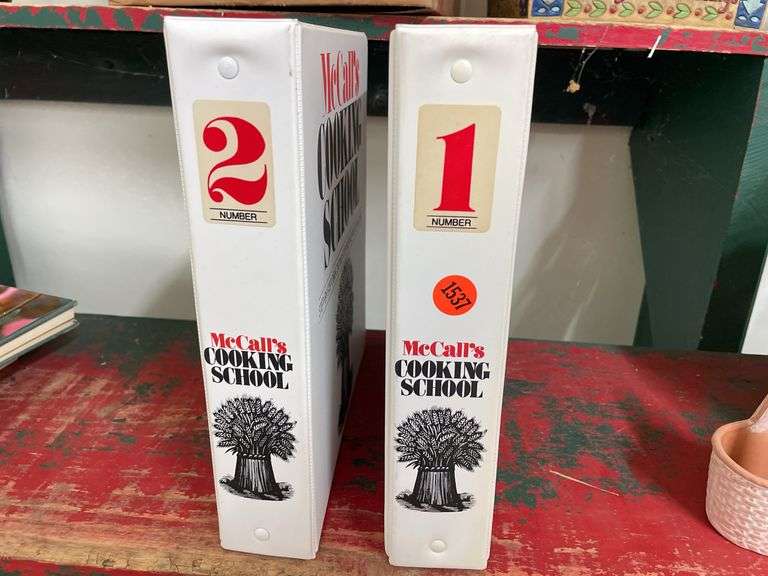 2
NUMBER
McCall's
COOKING
SCHOOL
McCall's
COOKING
SCHOOL
1
NUMBER
1537
McCall's
COOKING
SCHOOL